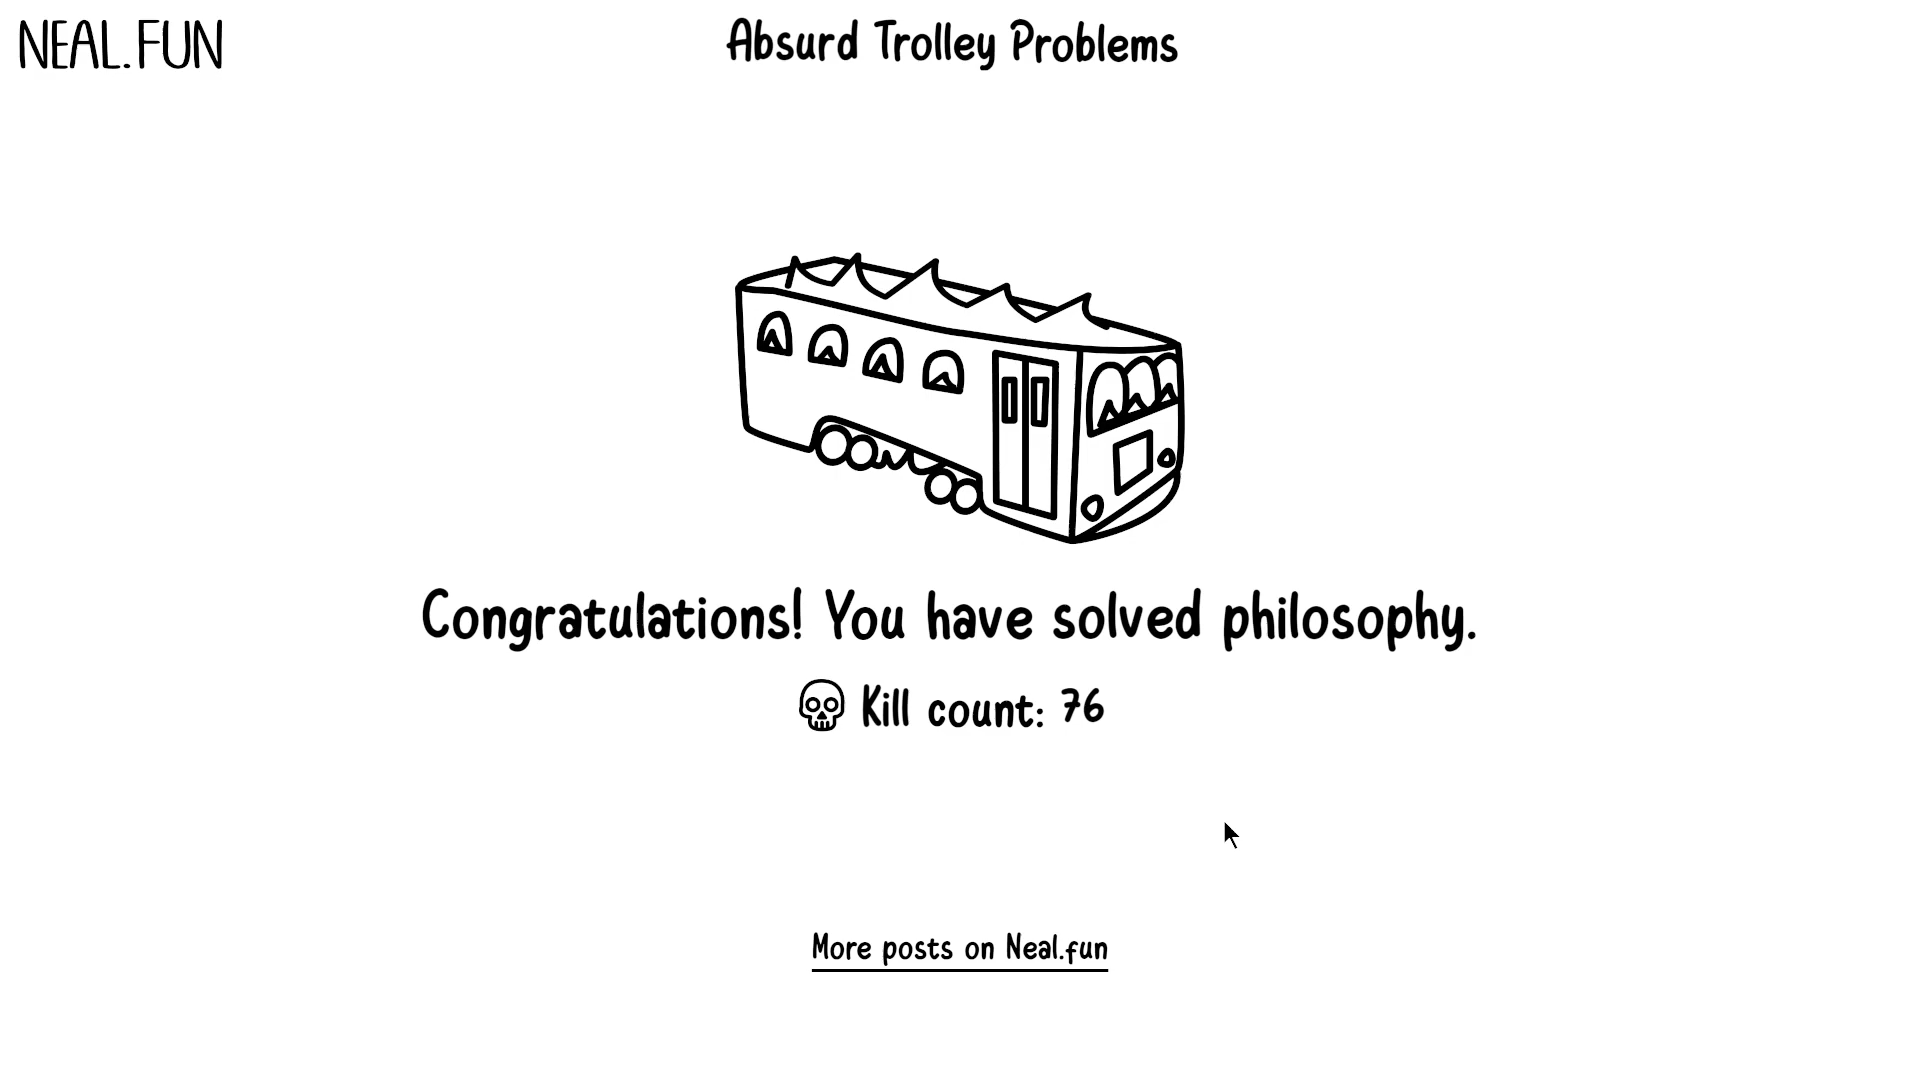 NEAL.FUN
Absurd Trolley Problems
Congratulations! You have solved philosophy.
Kill count: 76
More posts on Neal.fun